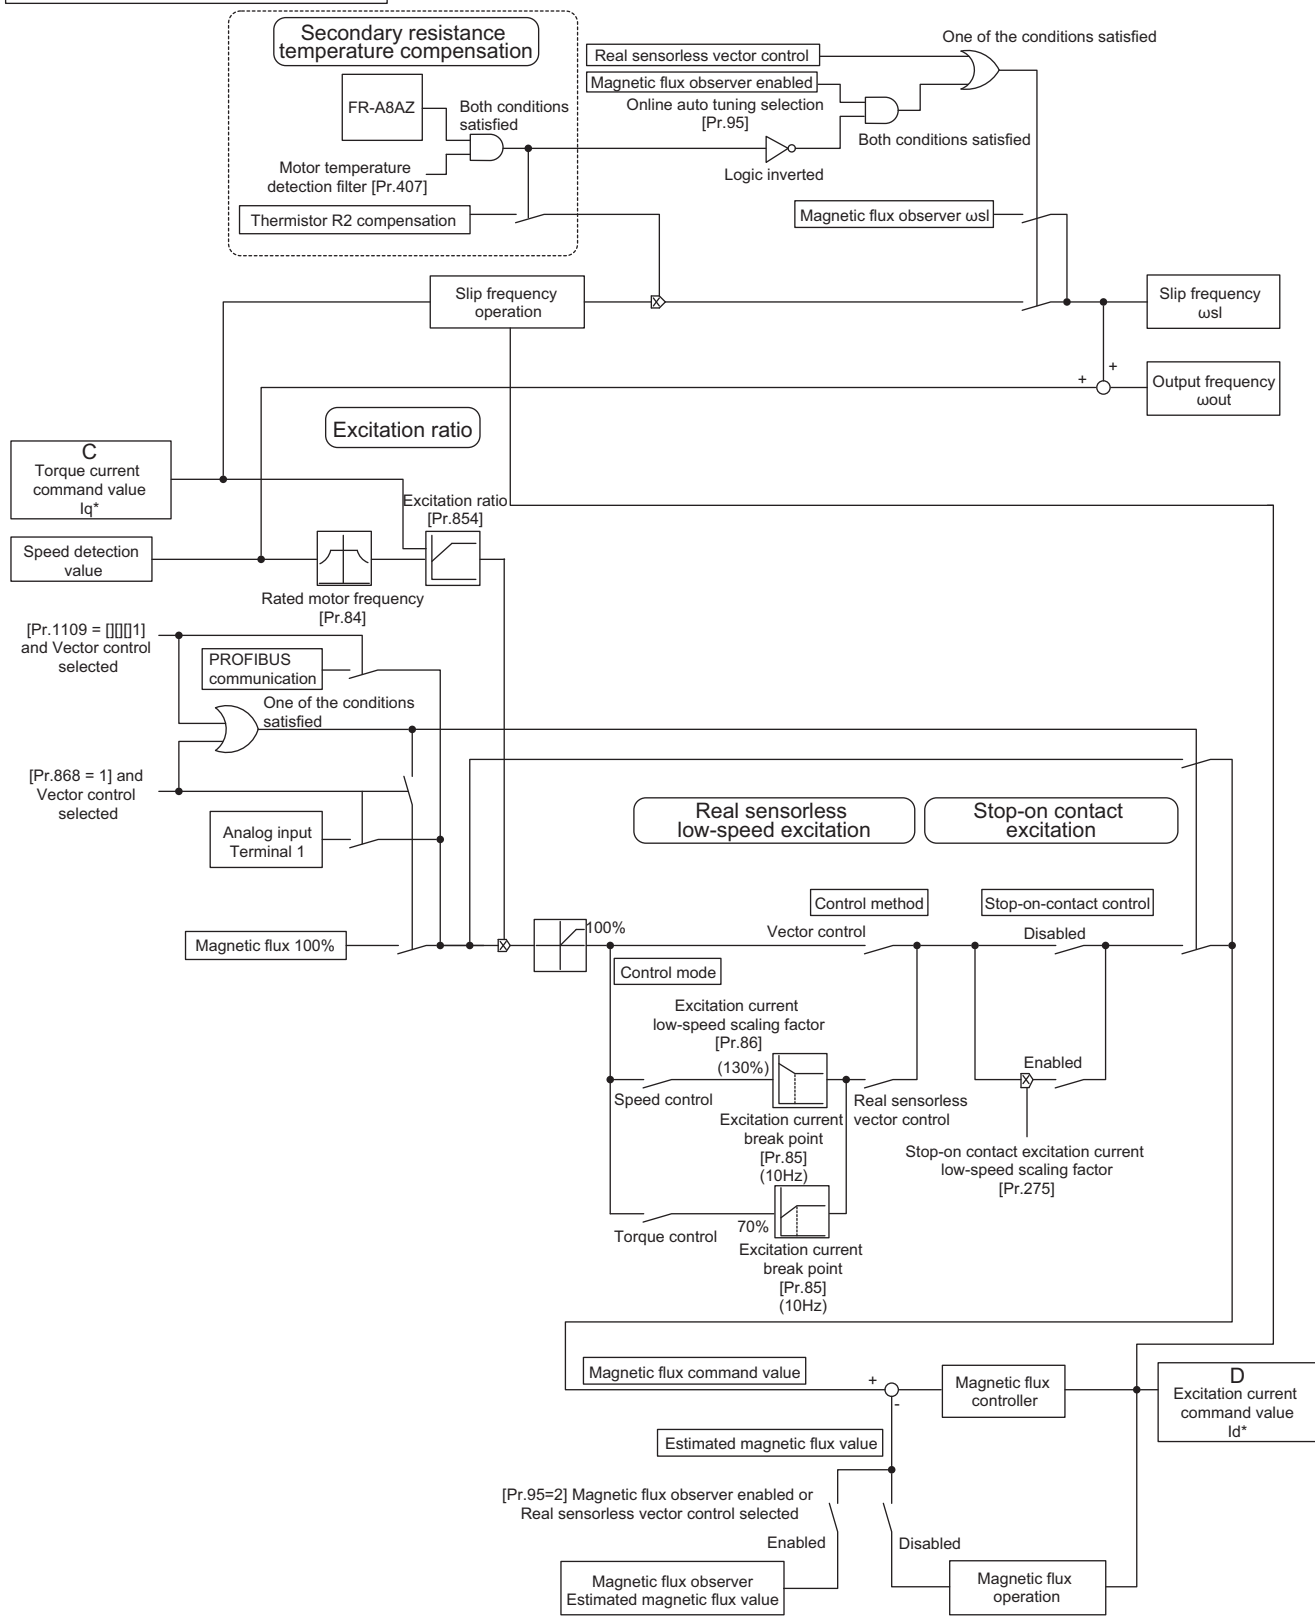 Secondary resistance
temperature compensation
FR-A8AZ
Both conditions
satisfied
Motor temperature
detection filter [Pr.407]
Thermistor R2 compensation
Real sensorless vector control
Magnetic flux observer enabled
Online auto tuning selection
[Pr.95]
One of the conditions satisfied
Both conditions satisfied
Logic inverted
Magnetic flux observer ωsl
Slip frequency
operation
Slip frequency
ωsl
+
+
Output frequency
ωout
Excitation ratio
C
Torque current
command value
Iq*
Excitation ratio
[Pr.854]
Speed detection
value
Rated motor frequency
[Pr.84]
[Pr.1109 = [][][]1]
and Vector control
selected
PROFIBUS
communication
One of the conditions
satisfied
[Pr.868 = 1] and
Vector control
selected
Analog input
Terminal 1
Real sensorless
low-speed excitation
Stop-on contact
excitation
Control method
Stop-on-contact control
Magnetic flux 100%
100%
Vector control
Disabled
Control mode
Excitation current
low-speed scaling factor
[Pr.86]
(130%)
Speed control
Excitation current
break point
[Pr.85]
(10Hz)
Real sensorless
vector control
Enabled
Stop-on contact excitation current
low-speed scaling factor
[Pr.275]
70%
Torque control
Excitation current
break point
[Pr.85]
(10Hz)
Magnetic flux command value
+
-
Magnetic flux
controller
D
Excitation current
command value
Id*
Estimated magnetic flux value
[Pr.95=2] Magnetic flux observer enabled or
Real sensorless vector control selected
Enabled
Disabled
Magnetic flux observer
Estimated magnetic flux value
Magnetic flux
operation